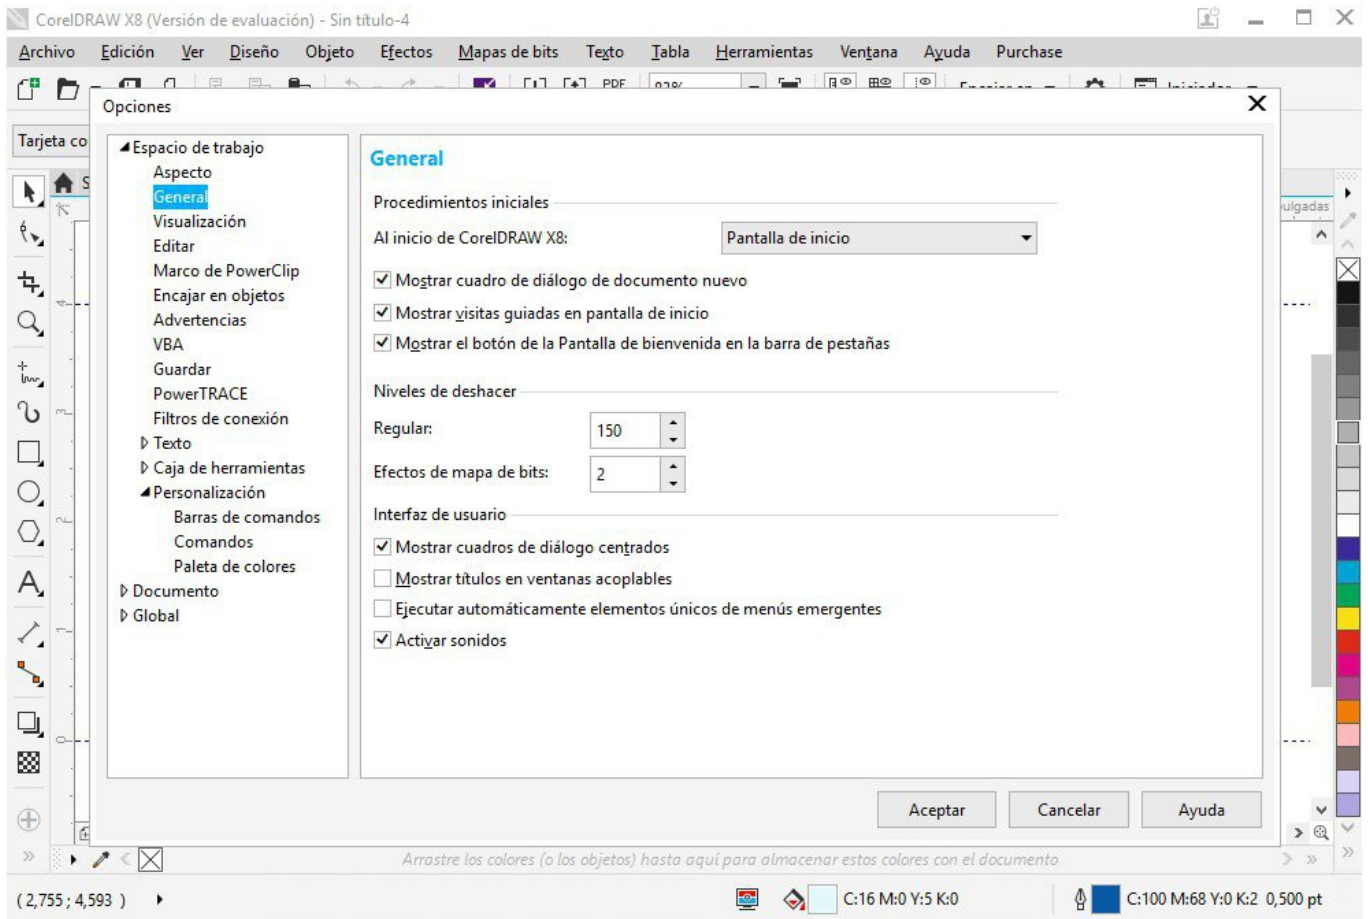 CorelDRAW X8 (Versión de evaluación) - Sin título-4
Archivo Edición Ver Diseño Objeto Efectos Mapas de bits Texto Tabla Herramientas Ventana Ayuda Purchase
PDF 83%
Opciones
Tarjeta co
Espacio de trabajo
Aspecto
General
Visualización
Editar
Marco de PowerClip
Encajar en objetos
Advertencias
VBA
Guardar
PowerTRACE
Filtros de conexión
Texto
Caja de herramientas
Personalización
Barras de comandos
Comandos
Paleta de colores
Documento
Global
General
Procedimientos iniciales
Al inicio de CorelDRAW X8: Pantalla de inicio
Mostrar cuadro de diálogo de documento nuevo
Mostrar visitas guiadas en pantalla de inicio
Mostrar el botón de la Pantalla de bienvenida en la barra de pestañas
Niveles de deshacer
Regular: 150
Efectos de mapa de bits: 2
Interfaz de usuario
Mostrar cuadros de diálogo centrados
Mostrar títulos en ventanas acoplables
Ejecutar automáticamente elementos únicos de menús emergentes
Activar sonidos
Aceptar Cancelar Ayuda
ulgadas
4
3
2
1
0
Arrastre los colores (o los objetos) hasta aquí para almacenar estos colores con el documento
( 2,755 ; 4,593 ) C:16 M:0 Y:5 K:0 C:100 M:68 Y:0 K:2 0,500 pt